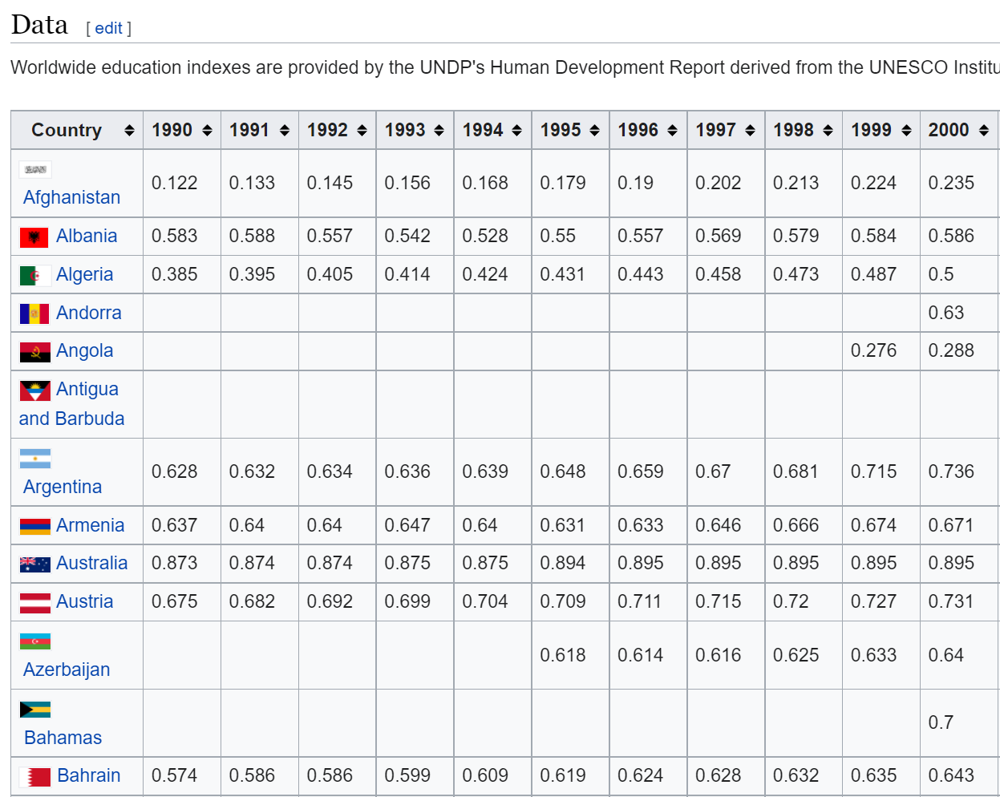 Data [ edit ]
Worldwide education indexes are provided by the UNDP's Human Development Report derived from the UNESCO Institu
Country 1990 1991 1992 1993 1994 1995 1996 1997 1998 1999 2000
Afghanistan 0.122 0.133 0.145 0.156 0.168 0.179 0.19 0.202 0.213 0.224 0.235
Albania 0.583 0.588 0.557 0.542 0.528 0.55 0.557 0.569 0.579 0.584 0.586
Algeria 0.385 0.395 0.405 0.414 0.424 0.431 0.443 0.458 0.473 0.487 0.5
Andorra 0.63
Angola 0.276 0.288
Antigua
and Barbuda
Argentina 0.628 0.632 0.634 0.636 0.639 0.648 0.659 0.67 0.681 0.715 0.736
Armenia 0.637 0.64 0.64 0.647 0.64 0.631 0.633 0.646 0.666 0.674 0.671
Australia 0.873 0.874 0.874 0.875 0.875 0.894 0.895 0.895 0.895 0.895 0.895
Austria 0.675 0.682 0.692 0.699 0.704 0.709 0.711 0.715 0.72 0.727 0.731
Azerbaijan 0.618 0.614 0.616 0.625 0.633 0.64
Bahamas 0.7
Bahrain 0.574 0.586 0.586 0.599 0.609 0.619 0.624 0.628 0.632 0.635 0.643